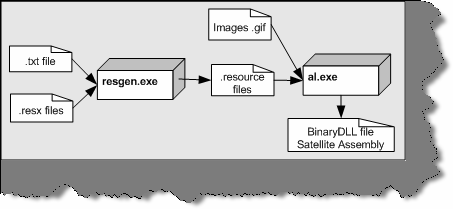 Images .gif
.txt file
.resx files
resgen.exe
.resource
files
al.exe
BinaryDLL file
Satellite Assembly